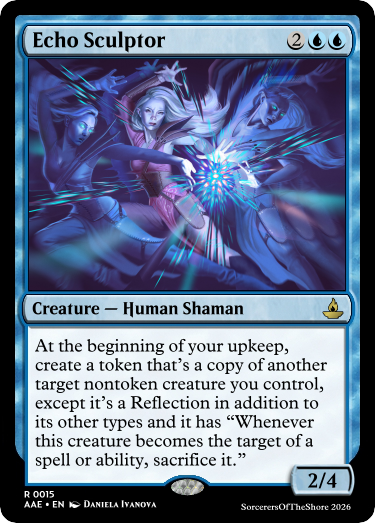 Echo Sculptor 2
Creature — Human Shaman
At the beginning of your upkeep,
create a token that’s a copy of another
target nontoken creature you control,
except it’s a Reflection in addition to
its other types and it has “Whenever
this creature becomes the target of a
spell or ability, sacrifice it.”
2/4
R 0015
AAE • EN Daniela Ivanova
SorcerersOfTheShore 2026